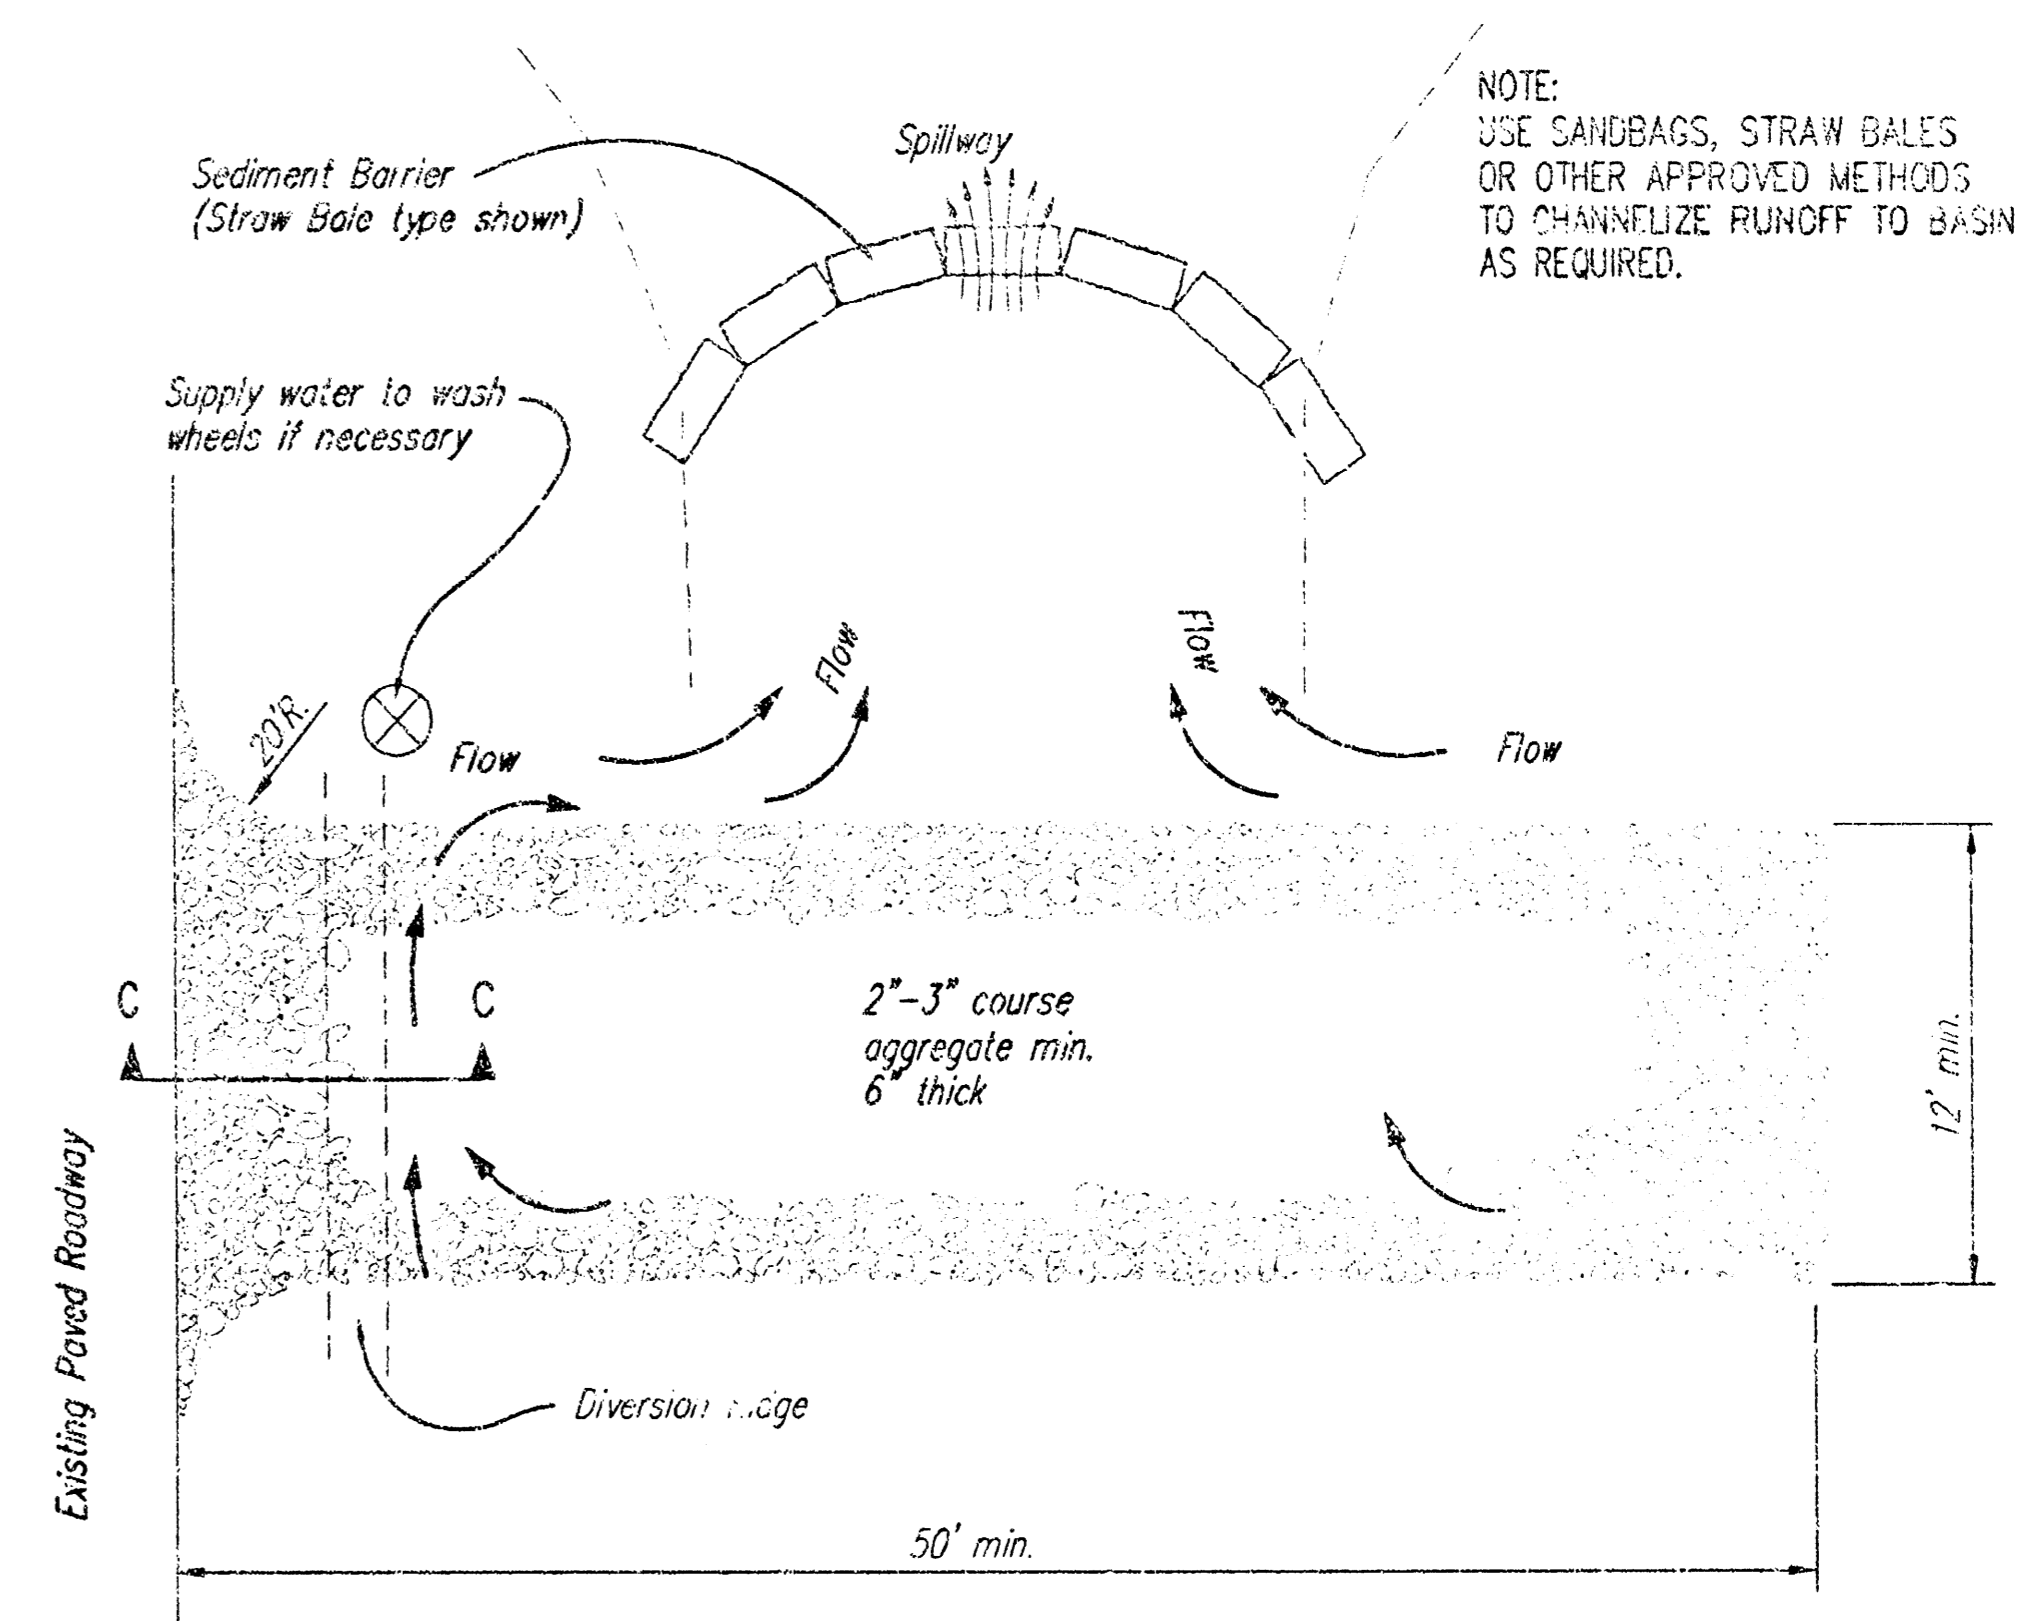 NOTE:
USE SANDBAGS, STRAW BALES
OR OTHER APPROVED METHODS
TO CHANNELIZE RUNOFF TO BASIN
AS REQUIRED.
Spillway
Sediment Barrier
(Straw Bale type shown)
Supply water to wash
wheels if necessary
20'R.
Flow
Flow
Flow
Flow
C
C
2"-3" course
aggregate min.
6" thick
12' min.
Existing Paved Roadway
Diversion
50' min.